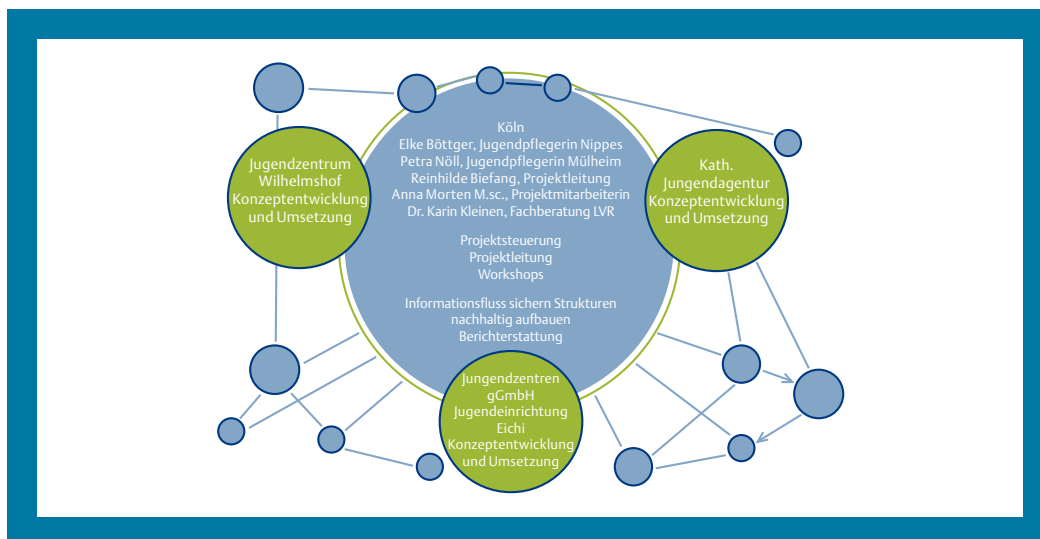 Köln
Elke Böttger, Jugendpflegerin Nippes
Petra Nöll, Jugendpflegerin Mülheim
Reinhilde Biefang, Projektleitung
Anna Morten M.sc., Projektmitarbeiterin
Dr. Karin Kleinen, Fachberatung LVR
Projektsteuerung
Projektleitung
Workshops
Informationsfluss sichern Strukturen
nachhaltig aufbauen
Berichterstattung
Jugendzentrum
Wilhelmshof
Konzeptentwicklung
und Umsetzung
Kath.
Jungendagentur
Konzeptentwicklung
und Umsetzung
Jungendzentren
gGmbH
Jugendeinrichtung
Eichi
Konzeptentwicklung
und Umsetzung